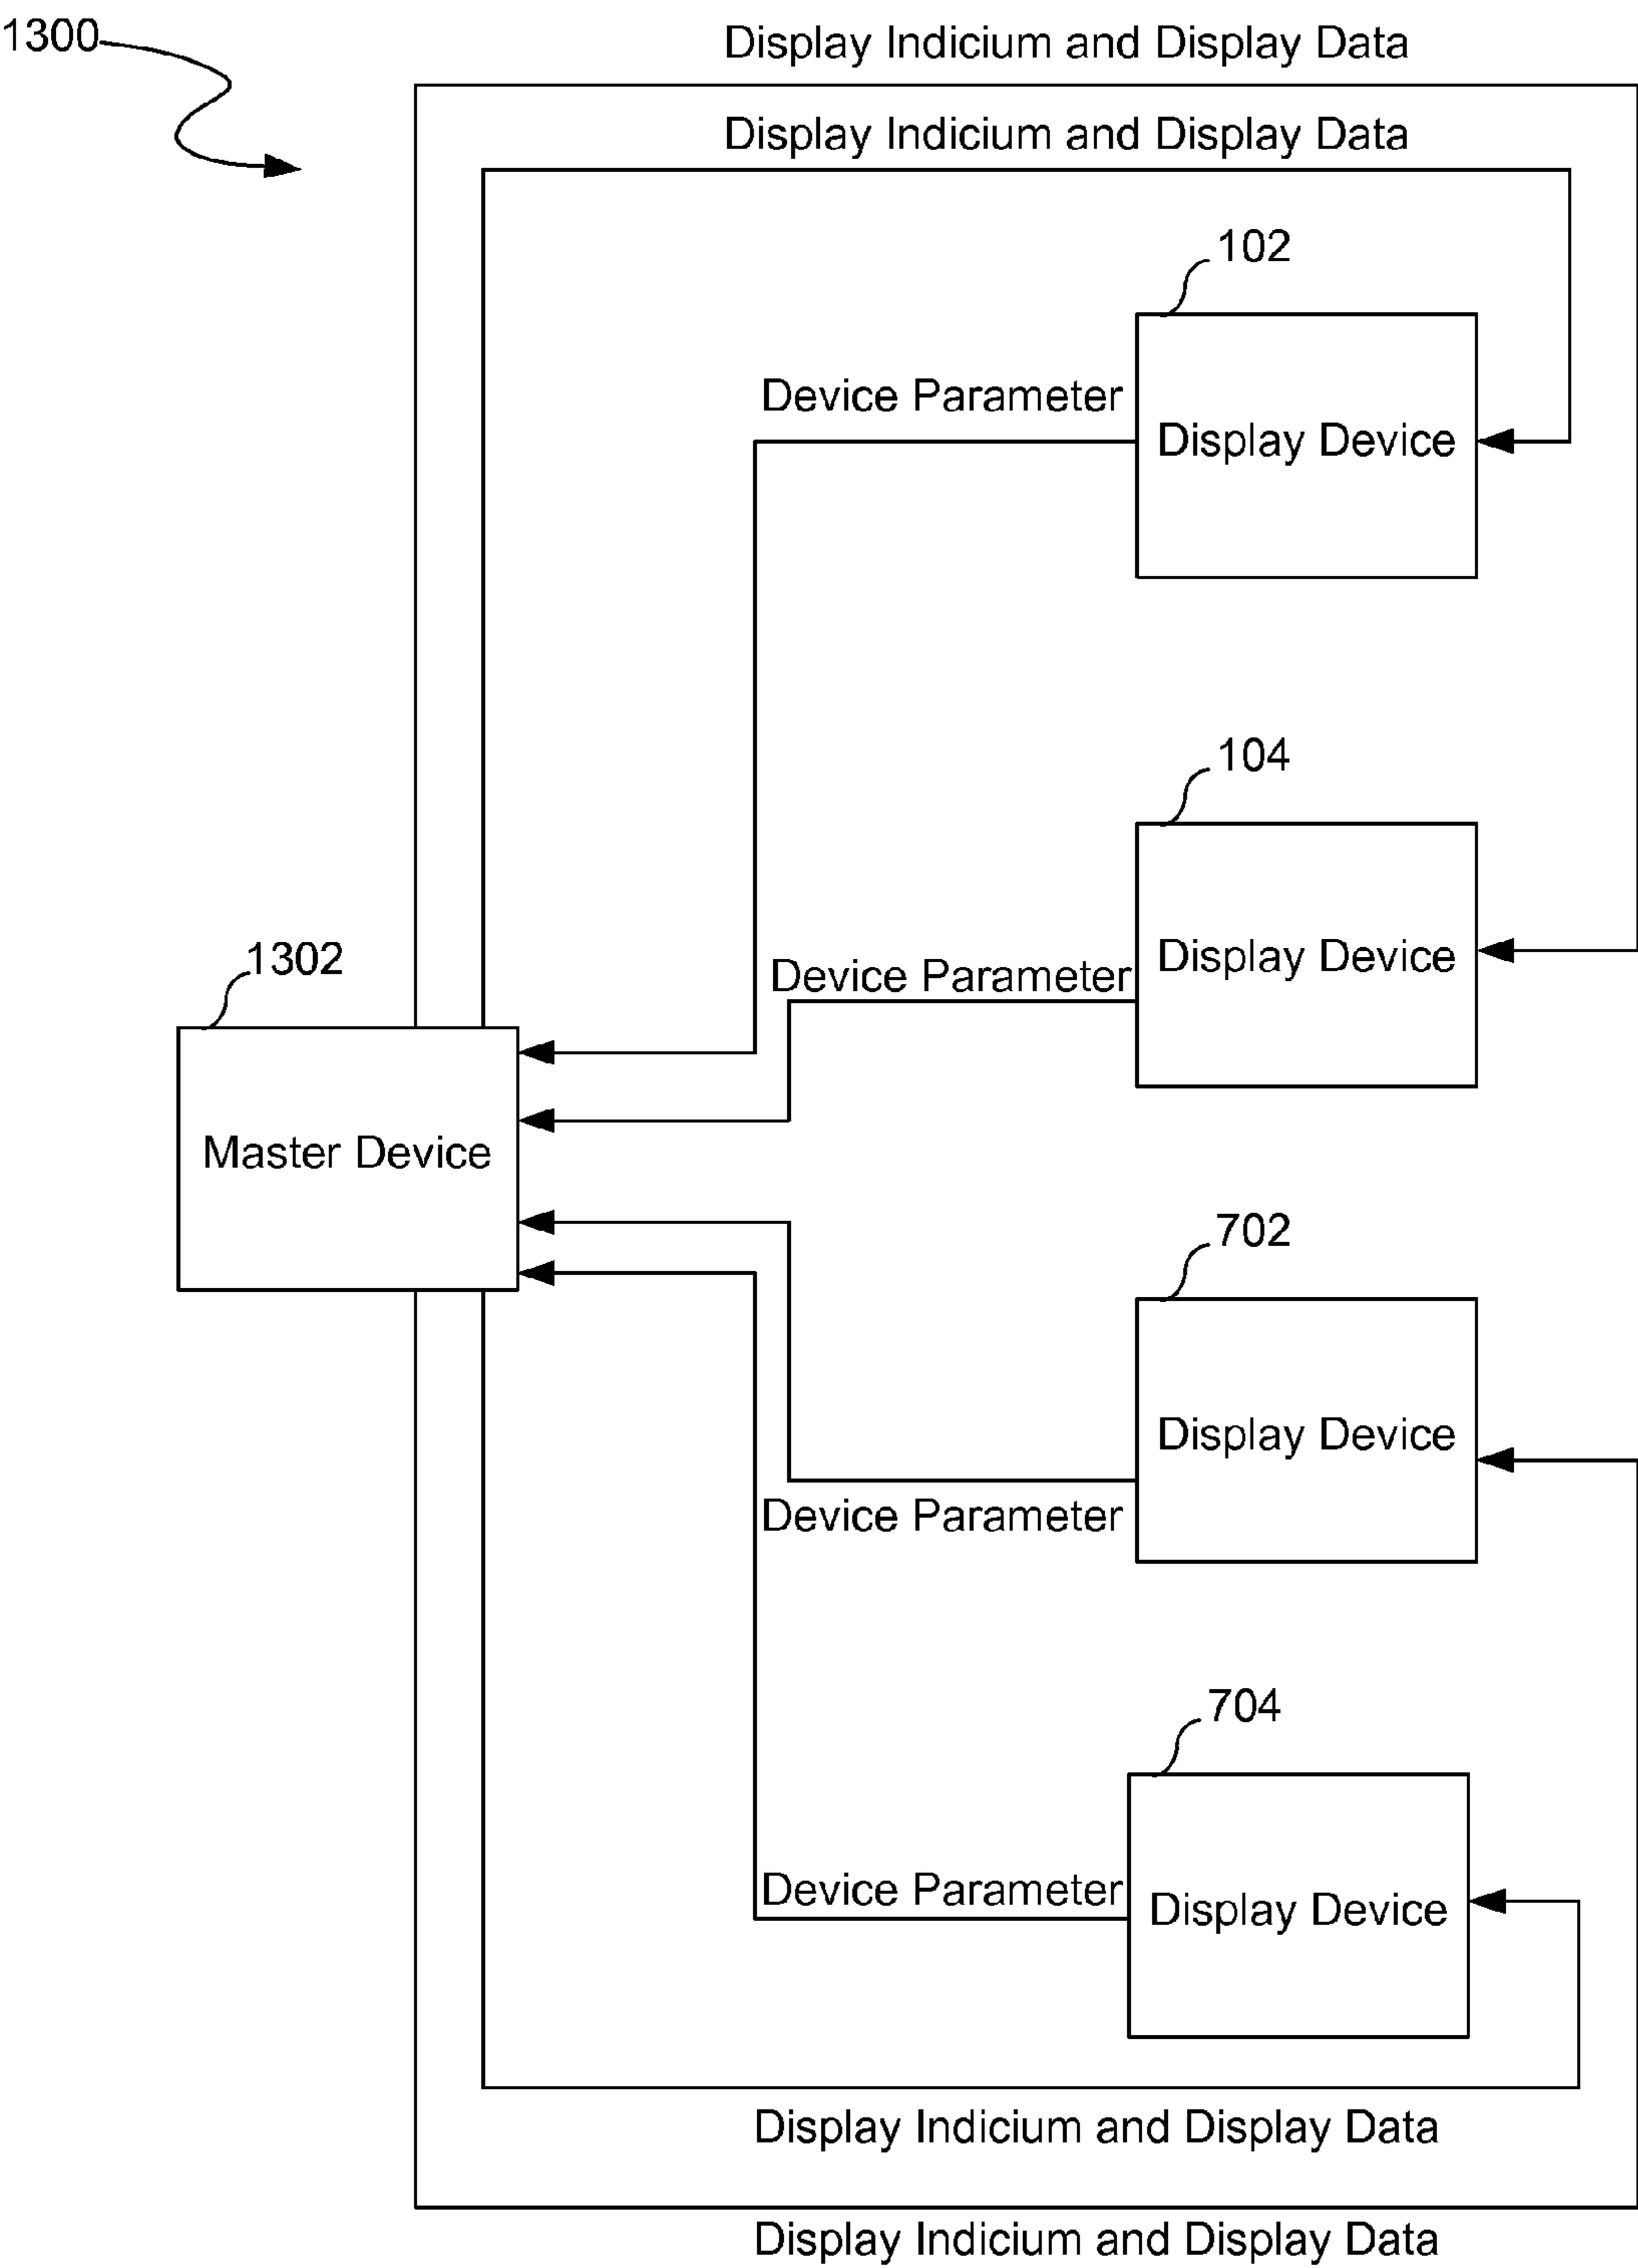 1300
Display Indicium and Display Data
Display Indicium and Display Data
102
Device Parameter
Display Device
104
Display Device
1302
Device Parameter
Master Device
702
Display Device
Device Parameter
704
Device Parameter
Display Device
Display Indicium and Display Data
Display Indicium and Display Data